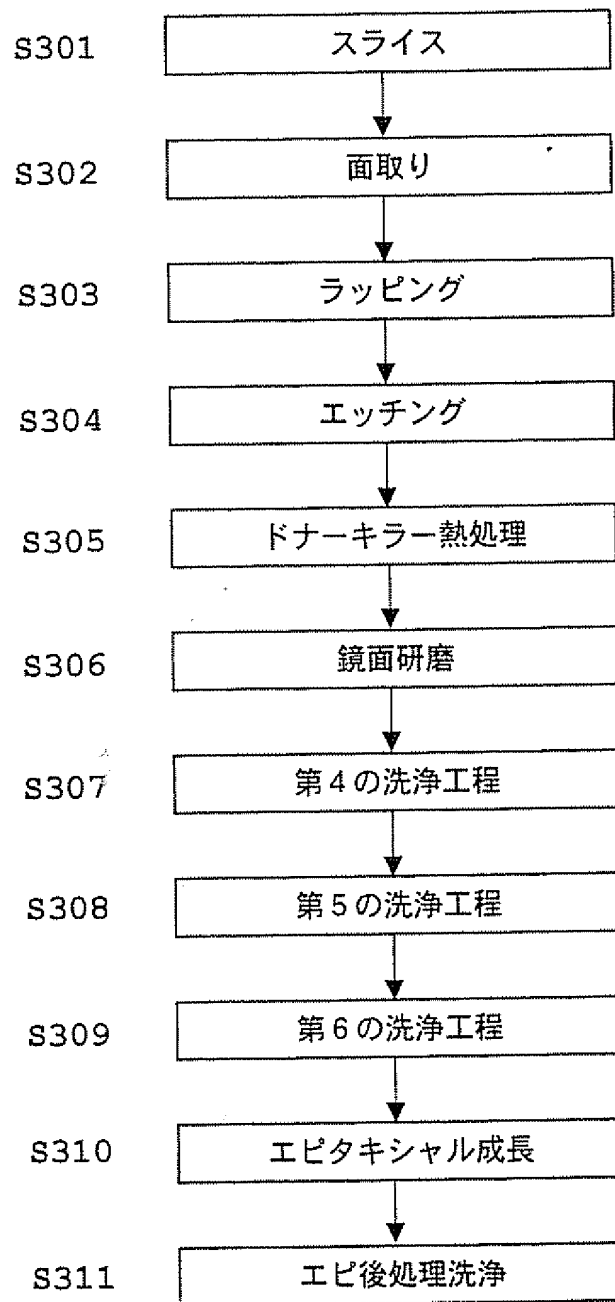 S301 スライス
S302 面取り
S303 ラッピング
S304 エッチング
S305 ドナーキラー熱処理
S306 鏡面研磨
S307 第4の洗浄工程
S308 第5の洗浄工程
S309 第6の洗浄工程
S310 エピタキシャル成長
S311 エピ後処理洗浄